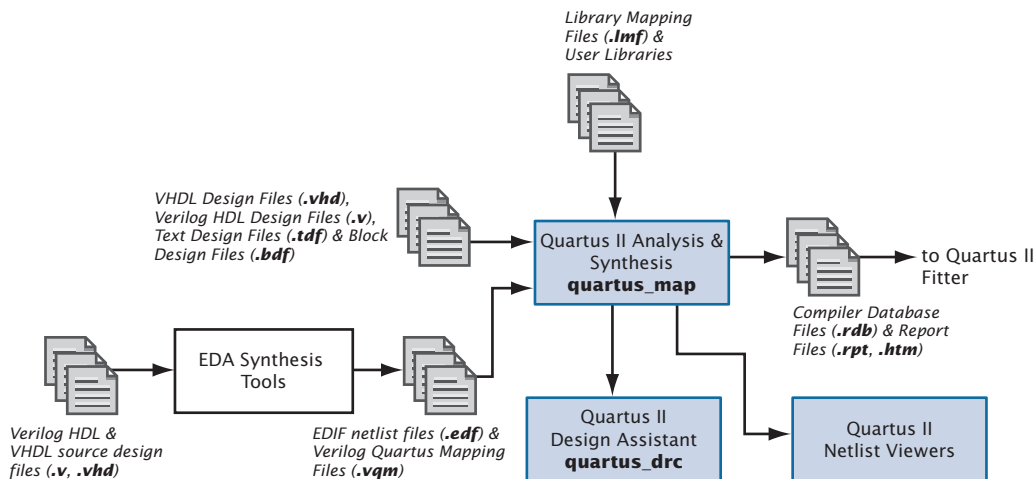 Library Mapping
Files (.lmf) &
User Libraries
VHDL Design Files (.vhd),
Verilog HDL Design Files (.v),
Text Design Files (.tdf) & Block
Design Files (.bdf)
Quartus II Analysis &
Synthesis
quartus_map
to Quartus II
Fitter
Compiler Database
Files (.rdb) & Report
Files (.rpt, .htm)
EDA Synthesis
Tools
Verilog HDL &
VHDL source design
files (.v, .vhd)
EDIF netlist files (.edf) &
Verilog Quartus Mapping
Files (.vqm)
Quartus II
Design Assistant
quartus_drc
Quartus II
Netlist Viewers